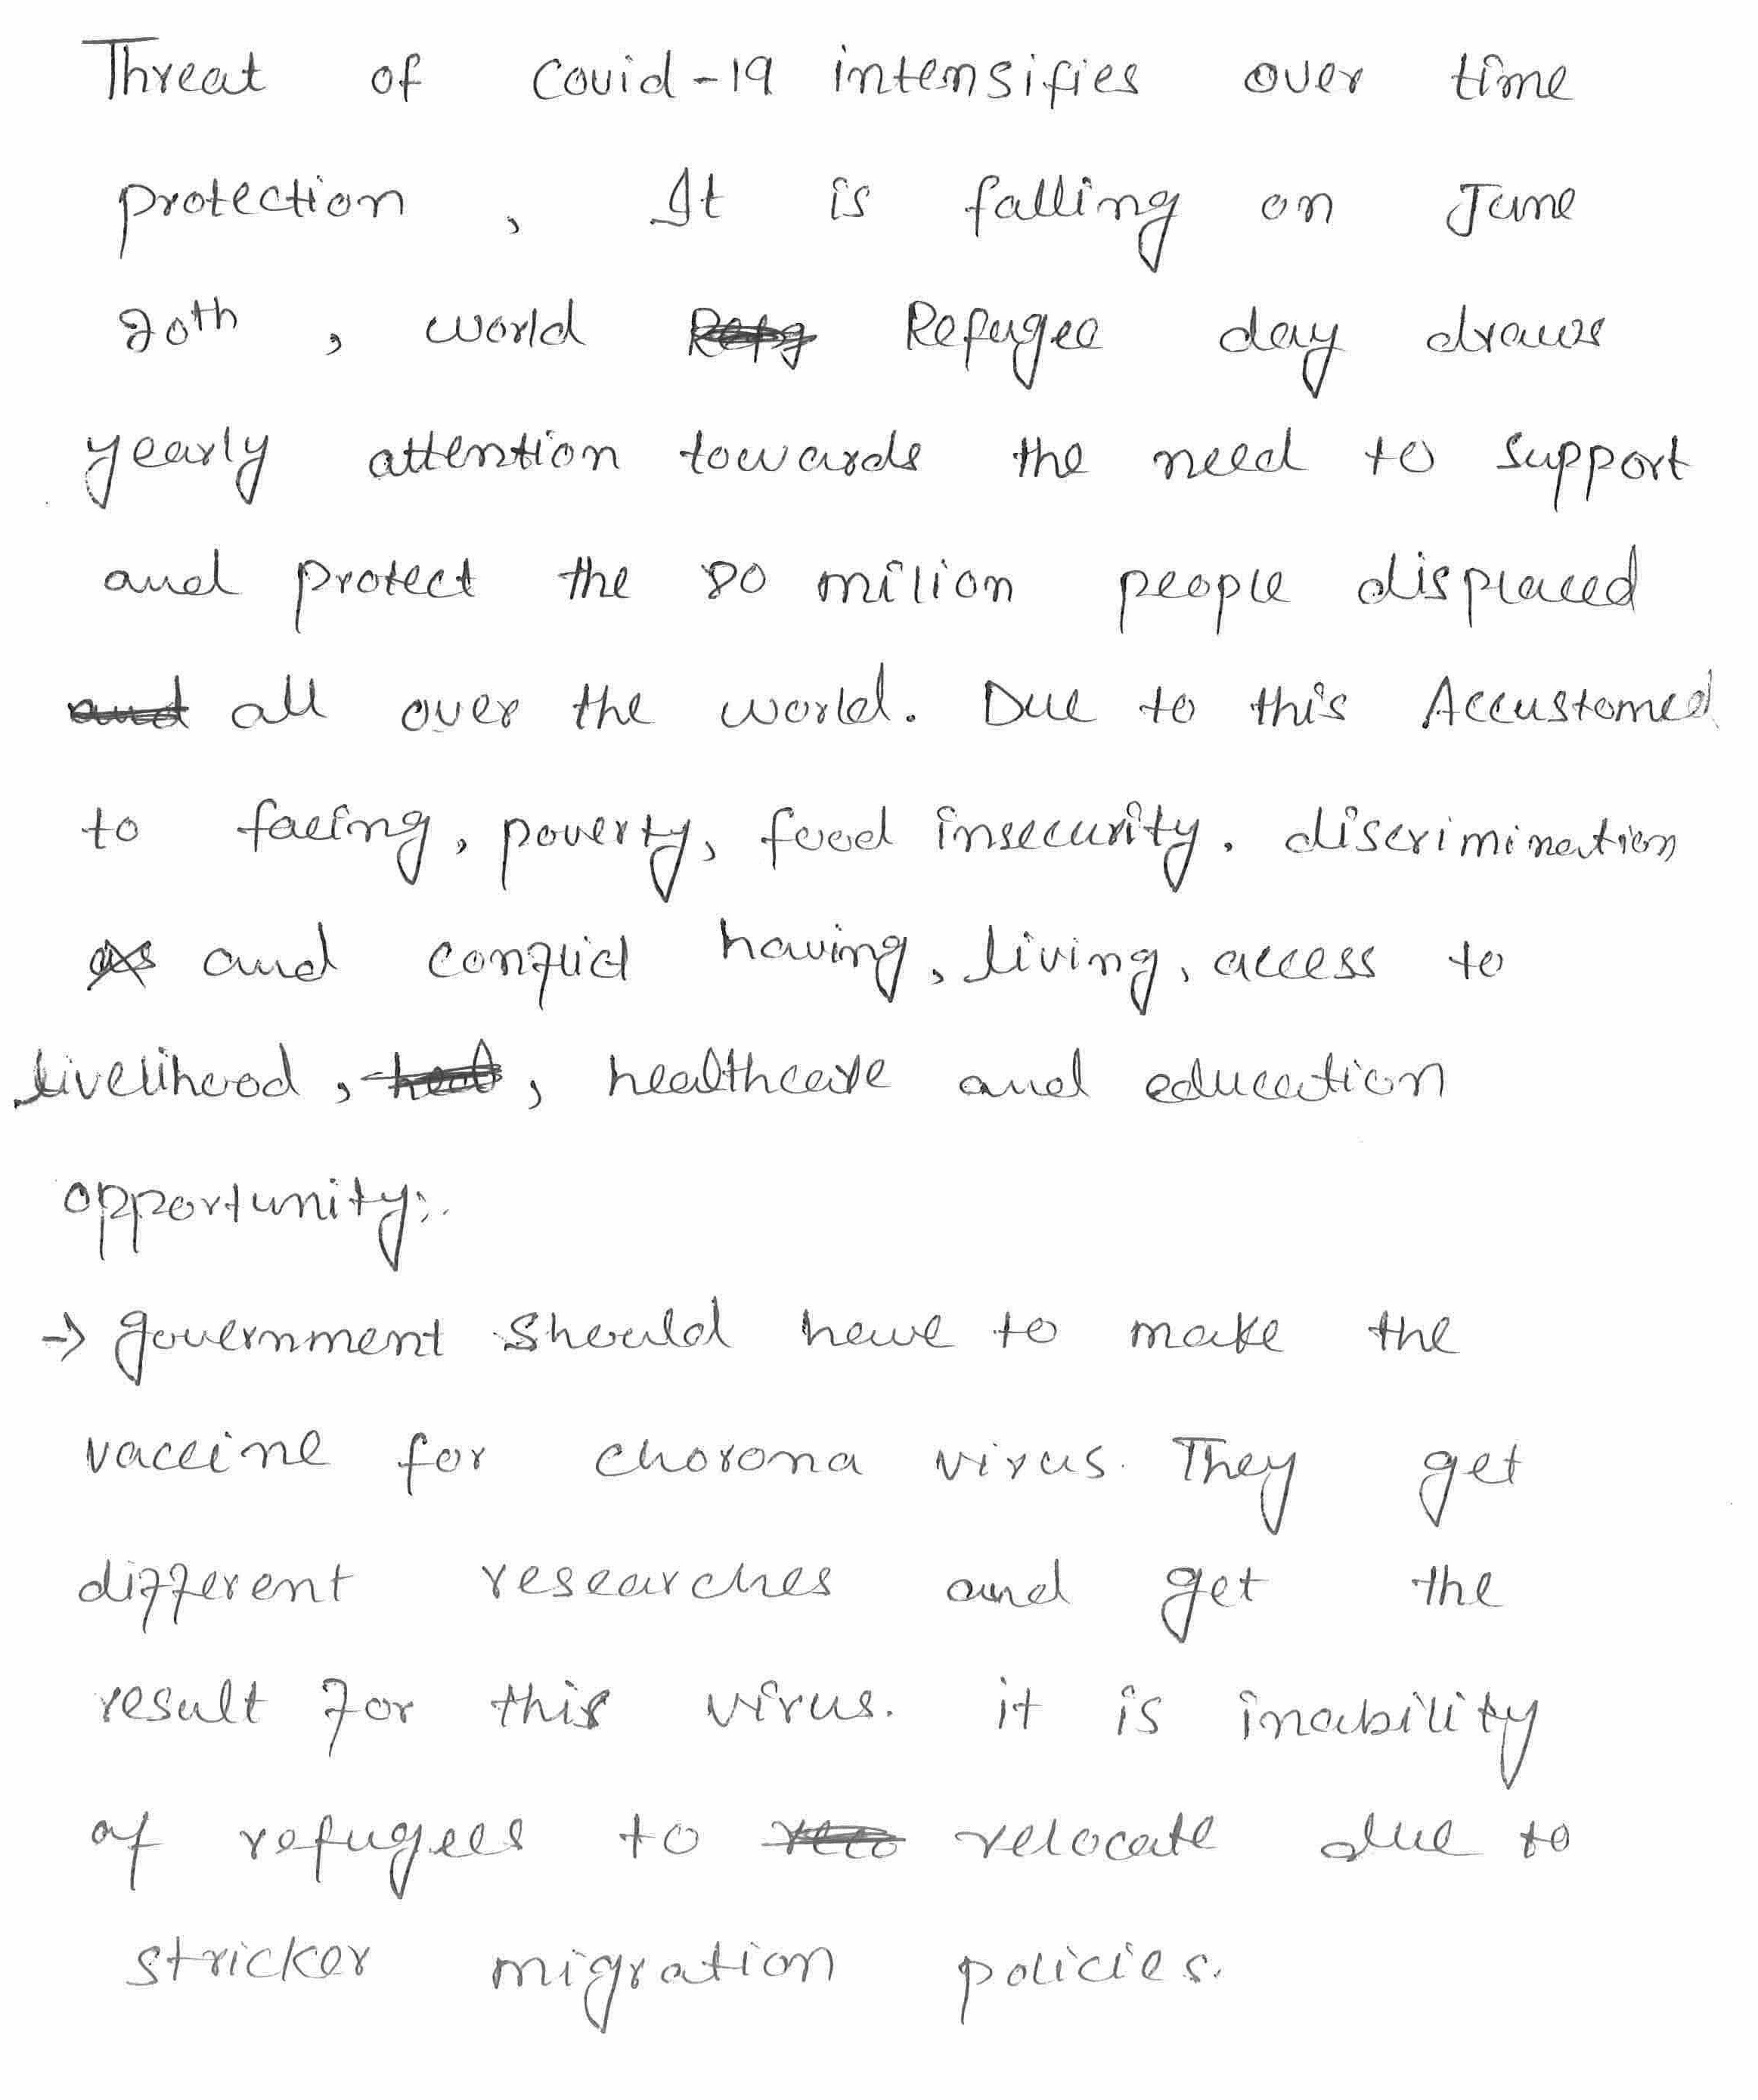 Threat of Covid-19 intensifies over time
protection , It is falling on June
20th , world Refugee day draws
yearly attention towards the need to support
and protect the 80 milion people displaced
and all over the world. Due to this Accustomed
to facing, poverty, food insecurity. discrimination
as and conflict having, living, access to
livelihood, , healthcare and education
opportunity:.
→ government should have to make the
vaccine for chorona virus. They get
different researches and get the
result for this virus. it is inability
of refugees to relocate due to
stricker migration policies.